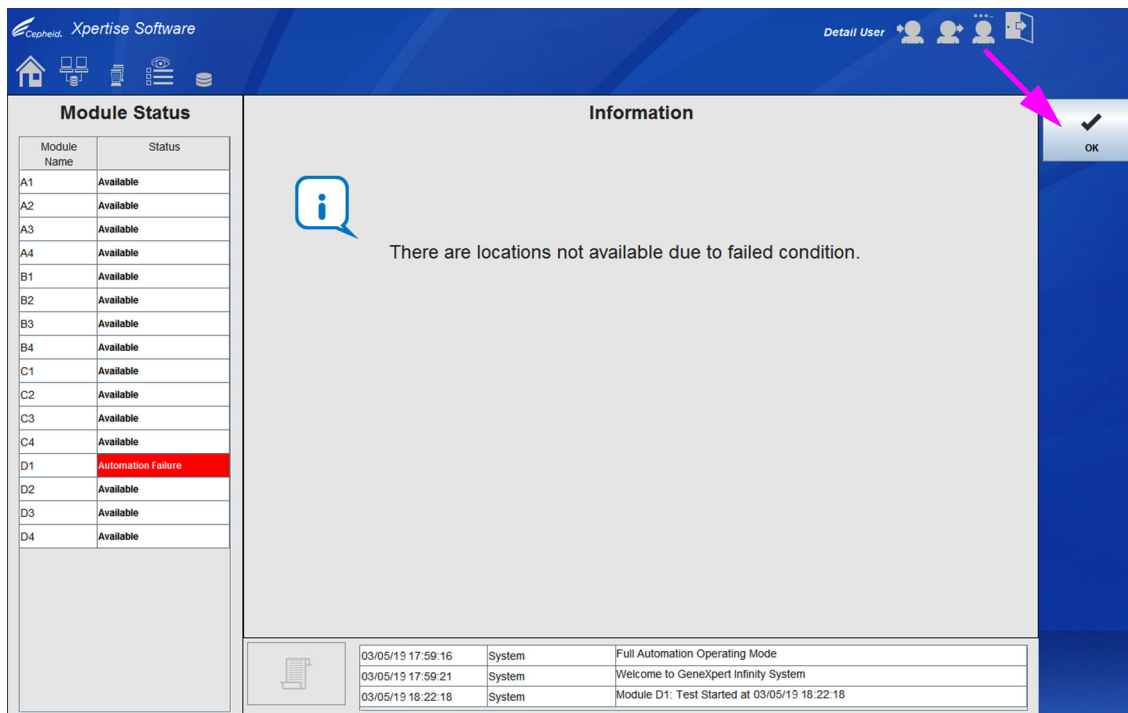 Cepheid. Xpertise Software
Detail User
Module Status
Information
OK
Module Name Status
A1 Available
A2 Available
A3 Available
A4 Available
B1 Available
B2 Available
B3 Available
B4 Available
C1 Available
C2 Available
C3 Available
C4 Available
D1 Automation Failure
D2 Available
D3 Available
D4 Available
i
There are locations not available due to failed condition.
03/05/19 17:59:16 System Full Automation Operating Mode
03/05/19 17:59:21 System Welcome to GeneXpert Infinity System
03/05/19 18:22:18 System Module D1: Test Started at 03/05/19 18:22:18